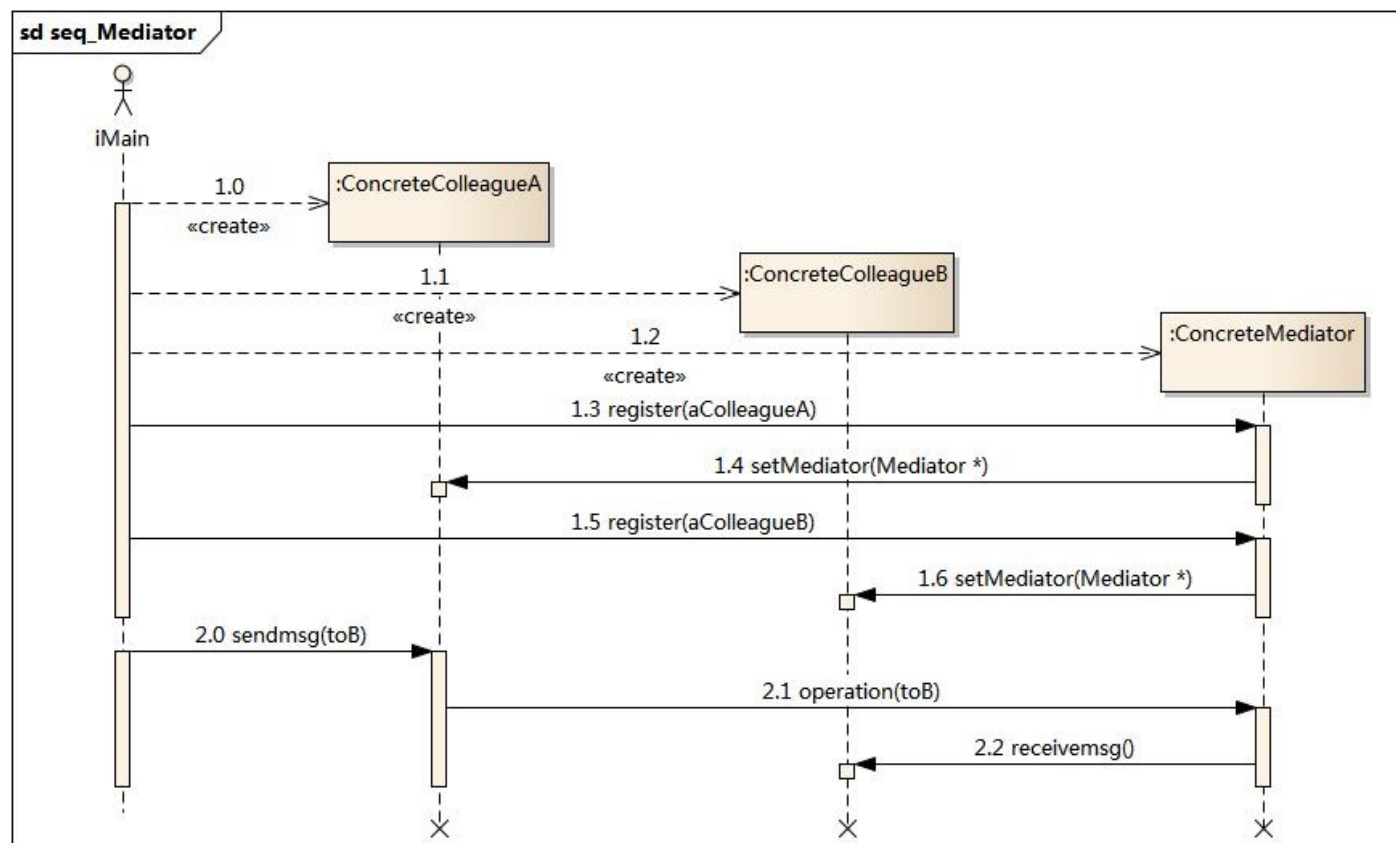 sd seq_Mediator
iMain
:ConcreteColleagueA
1.0
«create»
:ConcreteColleagueB
1.1
«create»
:ConcreteMediator
1.2
«create»
1.3 register(aColleagueA)
1.4 setMediator(Mediator *)
1.5 register(aColleagueB)
1.6 setMediator(Mediator *)
2.0 sendmsg(toB)
2.1 operation(toB)
2.2 receivemsg()